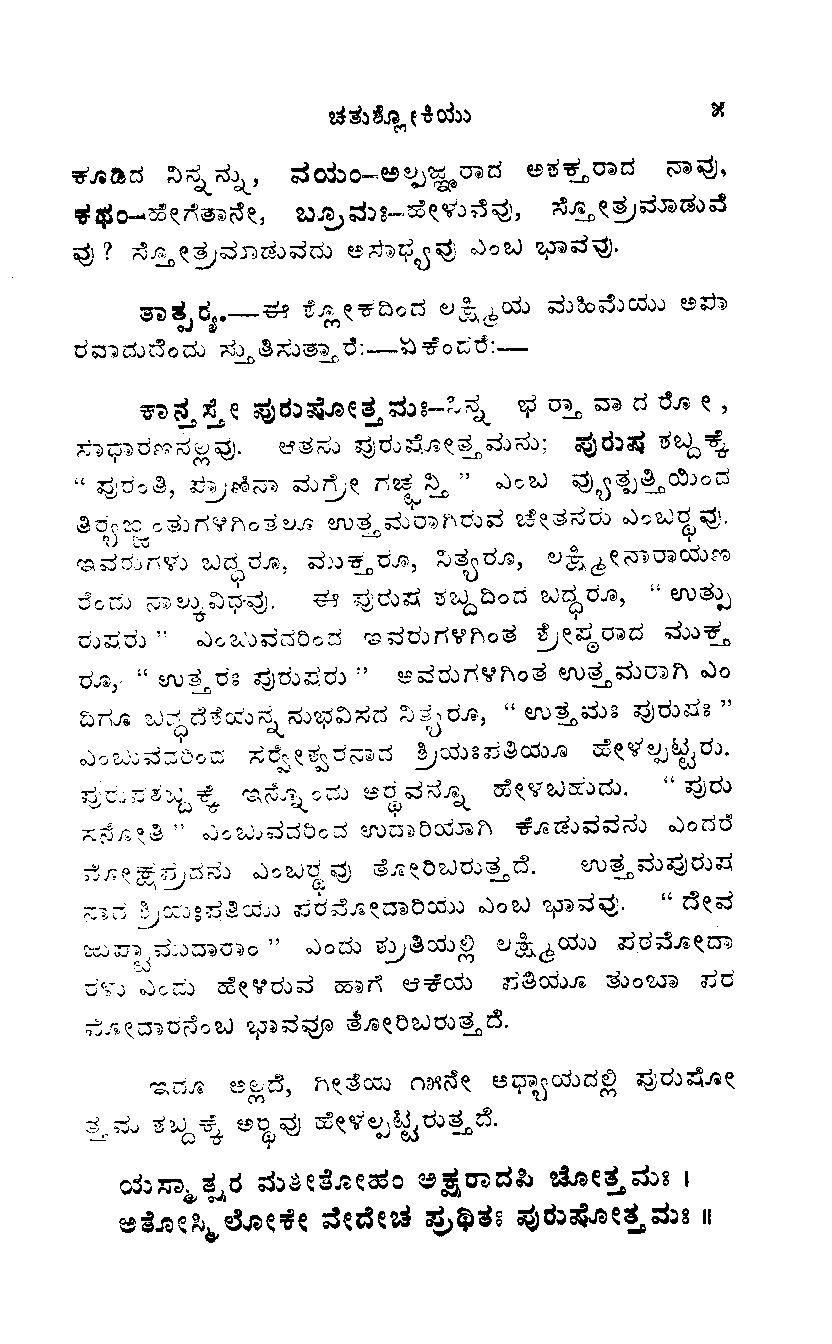 ಚತುಶ್ಲೋಕಿಯು ೫
ಕೂಡಿದ ನಿನ್ನನ್ನು, ವಯಂ-ಅಲ್ಪಜ್ಞರಾದ ಅಶಕ್ತರಾದ ನಾವು,
ಕಥಂ-ಹೇಗೆತಾನೇ, ಬ್ರೂಮಃ-ಹೇಳುನೆವು, ಸ್ತೋತ್ರಮಾಡುವೆ
ವು? ಸ್ತೋತ್ರಮಾಡುವದು ಅಸಾಧ್ಯವು ಎಂಬ ಭಾವವು.
ತಾತ್ಪರ್ಯ.—ಈ ಶ್ಲೋಕದಿಂದ ಲಕ್ಷ್ಮಿಯ ಮಹಿಮೆಯು ಅಪಾ
ರವಾದುದೆಂದು ಸ್ತುತಿಸುತ್ತಾರೆ:—ಏಕೆಂದರೆ:—
ಕಾನ್ತಸ್ತೇ ಪುರುಷೋತ್ತಮಃ-ನಿನ್ನ ಭರ್ತಾವಾದರೋ,
ಸಾಧಾರಣನಲ್ಲವು. ಆತನು ಪುರುಷೋತ್ತಮನು; ಪುರುಷ ಶಬ್ದಕ್ಕೆ
“ ಪುರಂತಿ, ಪ್ರಾಣಿನಾ ಮಗ್ರೇ ಗಚ್ಛನ್ತಿ ” ಎಂಬ ವ್ಯುತ್ಪತ್ತಿಯಿಂದ
ತಿರ್ಯಜ್ಜಂತುಗಳಿಗಿಂತಲೂ ಉತ್ತಮರಾಗಿರುವ ಚೇತನರು ಎಂಬರ್ಥವು.
ಇವರುಗಳು ಬದ್ಧರೂ, ಮುಕ್ತರೂ, ನಿತ್ಯರೂ, ಲಕ್ಷ್ಮೀನಾರಾಯಣ
ರೆಂದು ನಾಲ್ಕುವಿಧವು. ಈ ಪುರುಷ ಶಬ್ದದಿಂದ ಬದ್ಧರೂ, “ ಉತ್ಪು
ರುಷರು ” ಎಂಬುವದರಿಂದ ಇವರುಗಳಿಗಿಂತ ಶ್ರೇಷ್ಠರಾದ ಮುಕ್ತ
ರೂ, “ ಉತ್ತರಃ ಪುರುಷರು ” ಅವರುಗಳಿಗಿಂತ ಉತ್ತಮರಾಗಿ ಎಂ
ದಿಗೂ ಬದ್ಧದೆಶೆಯನ್ನನುಭವಿಸದ ನಿತ್ಯರೂ, “ ಉತ್ತಮಃ ಪುರುಷಃ ”
ಎಂಬುವದರಿಂದ ಸರ್ವೇಶ್ವರನಾದ ಶ್ರಿಯಃಪತಿಯೂ ಹೇಳಲ್ಪಟ್ಟರು.
ಪುರುಷಶಬ್ದಕ್ಕೆ ಇನ್ನೊಂದು ಅರ್ಥವನ್ನೂ ಹೇಳಬಹುದು. “ ಪುರು
ಸನೋತಿ ” ಎಂಬುವದರಿಂದ ಉದಾರಿಯಾಗಿ ಕೊಡುವವನು ಎಂದರೆ
ಮೋಕ್ಷಪ್ರದನು ಎಂಬರ್ಥವು ತೋರಿಬರುತ್ತದೆ. ಉತ್ತಮಪುರುಷ
ನಾದ ಶ್ರಿಯಃಪತಿಯು ಪರಮೋದಾರಿಯು ಎಂಬ ಭಾವವು. “ ದೇವ
ಜುಷ್ಟಾಮುದಾರಾಂ ” ಎಂದು ಶ್ರುತಿಯಲ್ಲಿ ಲಕ್ಷ್ಮಿಯು ಪರಮೋದಾ
ರಳು ಎಂದು ಹೇಳಿರುವ ಹಾಗೆ ಆಕೆಯ ಪತಿಯೂ ತುಂಬಾ ಪರ
ಮೋದಾರನೆಂಬ ಭಾವವೂ ತೋರಿಬರುತ್ತದೆ.
ಇದೂ ಅಲ್ಲದೆ, ಗೀತೆಯ ೧೫ನೇ ಆಧ್ಯಾಯದಲ್ಲಿ ಪುರುಷೋ
ತ್ತಮ ಶಬ್ದಕ್ಕೆ ಅರ್ಥವು ಹೇಳಲ್ಪಟ್ಟಿರುತ್ತದೆ.
ಯಸ್ಮಾತ್ಕ್ಷರ ಮತೀತೋಹಂ ಅಕ್ಷರಾದಪಿ ಚೋತ್ತಮಃ ।
ಅತೋಸ್ಮಿ ಲೋಕೇ ವೇದೇಚ ಪ್ರಥಿತಃ ಪುರುಷೋತ್ತಮಃ ॥